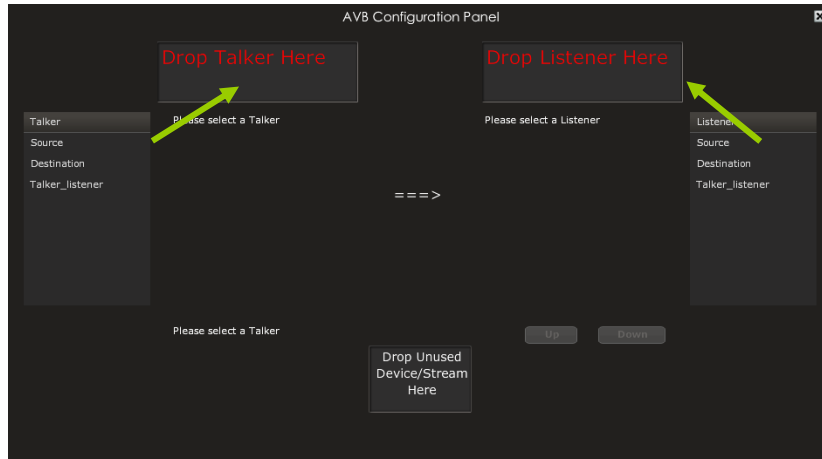 AVB Configuration Panel
Drop Talker Here
Drop Listener Here
Talker
Source
Destination
Talker_listener
Please select a Talker
Please select a Listener
Listener
Source
Destination
Talker_listener
===>
Please select a Talker
Up
Down
Drop Unused
Device/Stream
Here